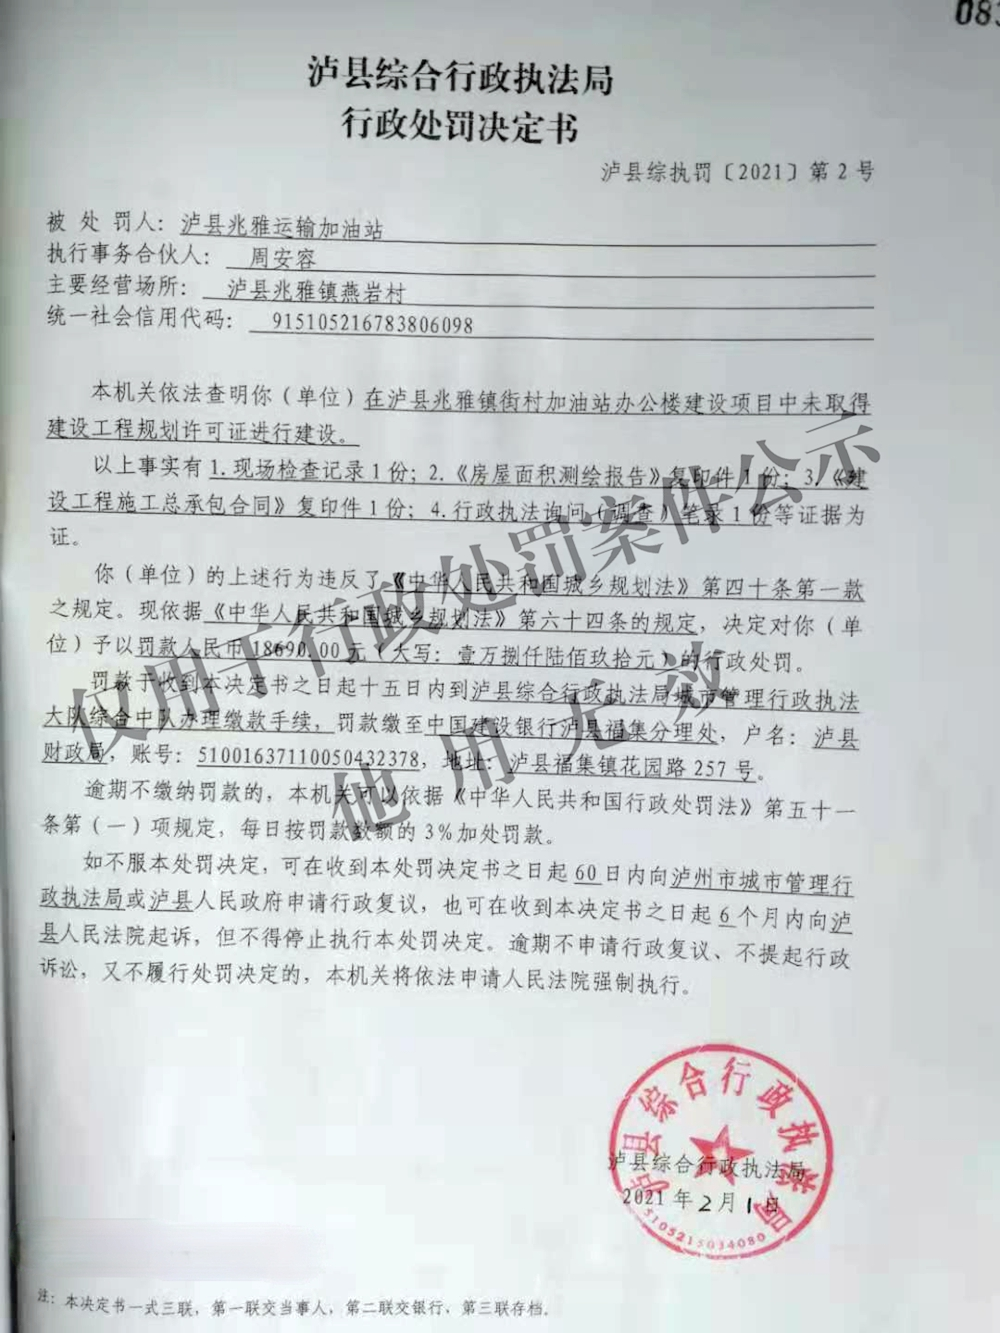 083
泸县综合行政执法局
行政处罚决定书
泸县综执罚〔2021〕第2号
被处罚人：泸县兆雅运输加油站
执行事务合伙人：周安容
主要经营场所：泸县兆雅镇燕岩村
统一社会信用代码：915105216783806098
本机关依法查明你（单位）在泸县兆雅镇街村加油站办公楼建设项目中未取得
建设工程规划许可证进行建设。
以上事实有1.现场检查记录1份；2.《房屋面积测绘报告》复印件1份；3.《建
设工程施工总承包合同》复印件1份；4.行政执法询问（调查）笔录1份等证据为
证。
你（单位）的上述行为违反了《中华人民共和国城乡规划法》第四十条第一款
之规定。现依据《中华人民共和国城乡规划法》第六十四条的规定，决定对你（单
位）予以罚款人民币18690.00元（大写：壹万捌仟陆佰玖拾元）的行政处罚。
罚款于收到本决定书之日起十五日内到泸县综合行政执法局城市管理行政执法
大队综合中队办理缴款手续，罚款缴至中国建设银行泸县福集分理处，户名：泸县
财政局，账号：51001637110050432378，地址：泸县福集镇花园路257号。
逾期不缴纳罚款的，本机关可以依据《中华人民共和国行政处罚法》第五十一
条第（一）项规定，每日按罚款数额的3%加处罚款。
如不服本处罚决定，可在收到本处罚决定书之日起60日内向泸州市城市管理行
政执法局或泸县人民政府申请行政复议，也可在收到本决定书之日起6个月内向泸
县人民法院起诉，但不得停止执行本处罚决定。逾期不申请行政复议、不提起行政
诉讼，又不履行处罚决定的，本机关将依法申请人民法院强制执行。
仅用于行政处罚案件公示
他用无效
泸县综合行政执法局
泸县综合行政执法局
2021年2月1日
5105215034080
注：本决定书一式三联，第一联交当事人，第二联交银行、第三联存档。